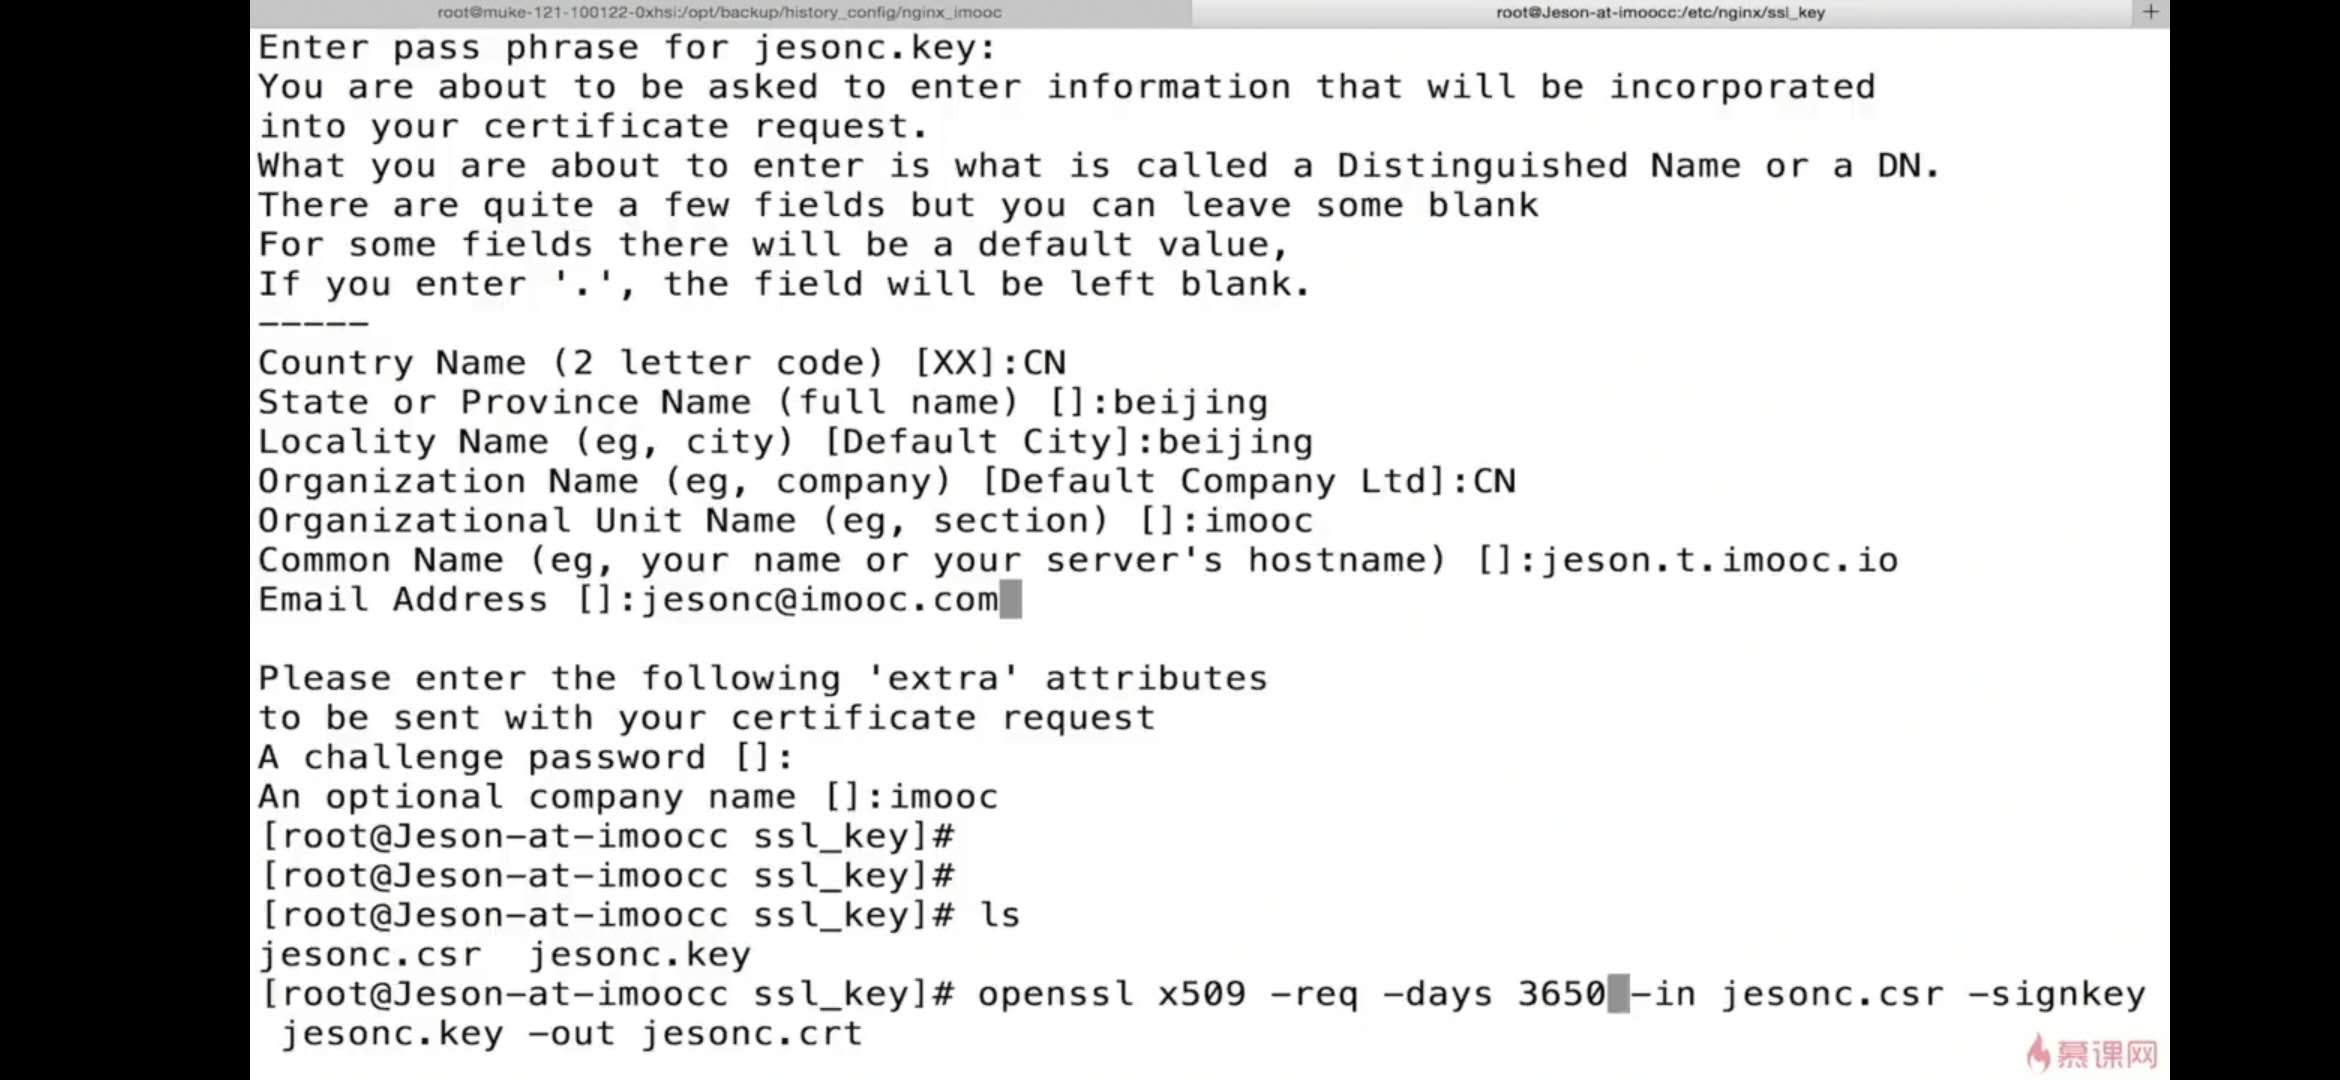 root@muke-121-100122-0xhsi:/opt/backup/history_config/nginx_imooc
root@Jeson-at-imoocc:/etc/nginx/ssl_key
+
Enter pass phrase for jesonc.key:
You are about to be asked to enter information that will be incorporated
into your certificate request.
What you are about to enter is what is called a Distinguished Name or a DN.
There are quite a few fields but you can leave some blank
For some fields there will be a default value,
If you enter '.', the field will be left blank.
-----
Country Name (2 letter code) [XX]:CN
State or Province Name (full name) []:beijing
Locality Name (eg, city) [Default City]:beijing
Organization Name (eg, company) [Default Company Ltd]:CN
Organizational Unit Name (eg, section) []:imooc
Common Name (eg, your name or your server's hostname) []:jeson.t.imooc.io
Email Address []:jesonc@imooc.com
Please enter the following 'extra' attributes
to be sent with your certificate request
A challenge password []:
An optional company name []:imooc
[root@Jeson-at-imoocc ssl_key]#
[root@Jeson-at-imoocc ssl_key]#
[root@Jeson-at-imoocc ssl_key]# ls
jesonc.csr  jesonc.key
[root@Jeson-at-imoocc ssl_key]# openssl x509 -req -days 3650 -in jesonc.csr -signkey
jesonc.key -out jesonc.crt
慕课网